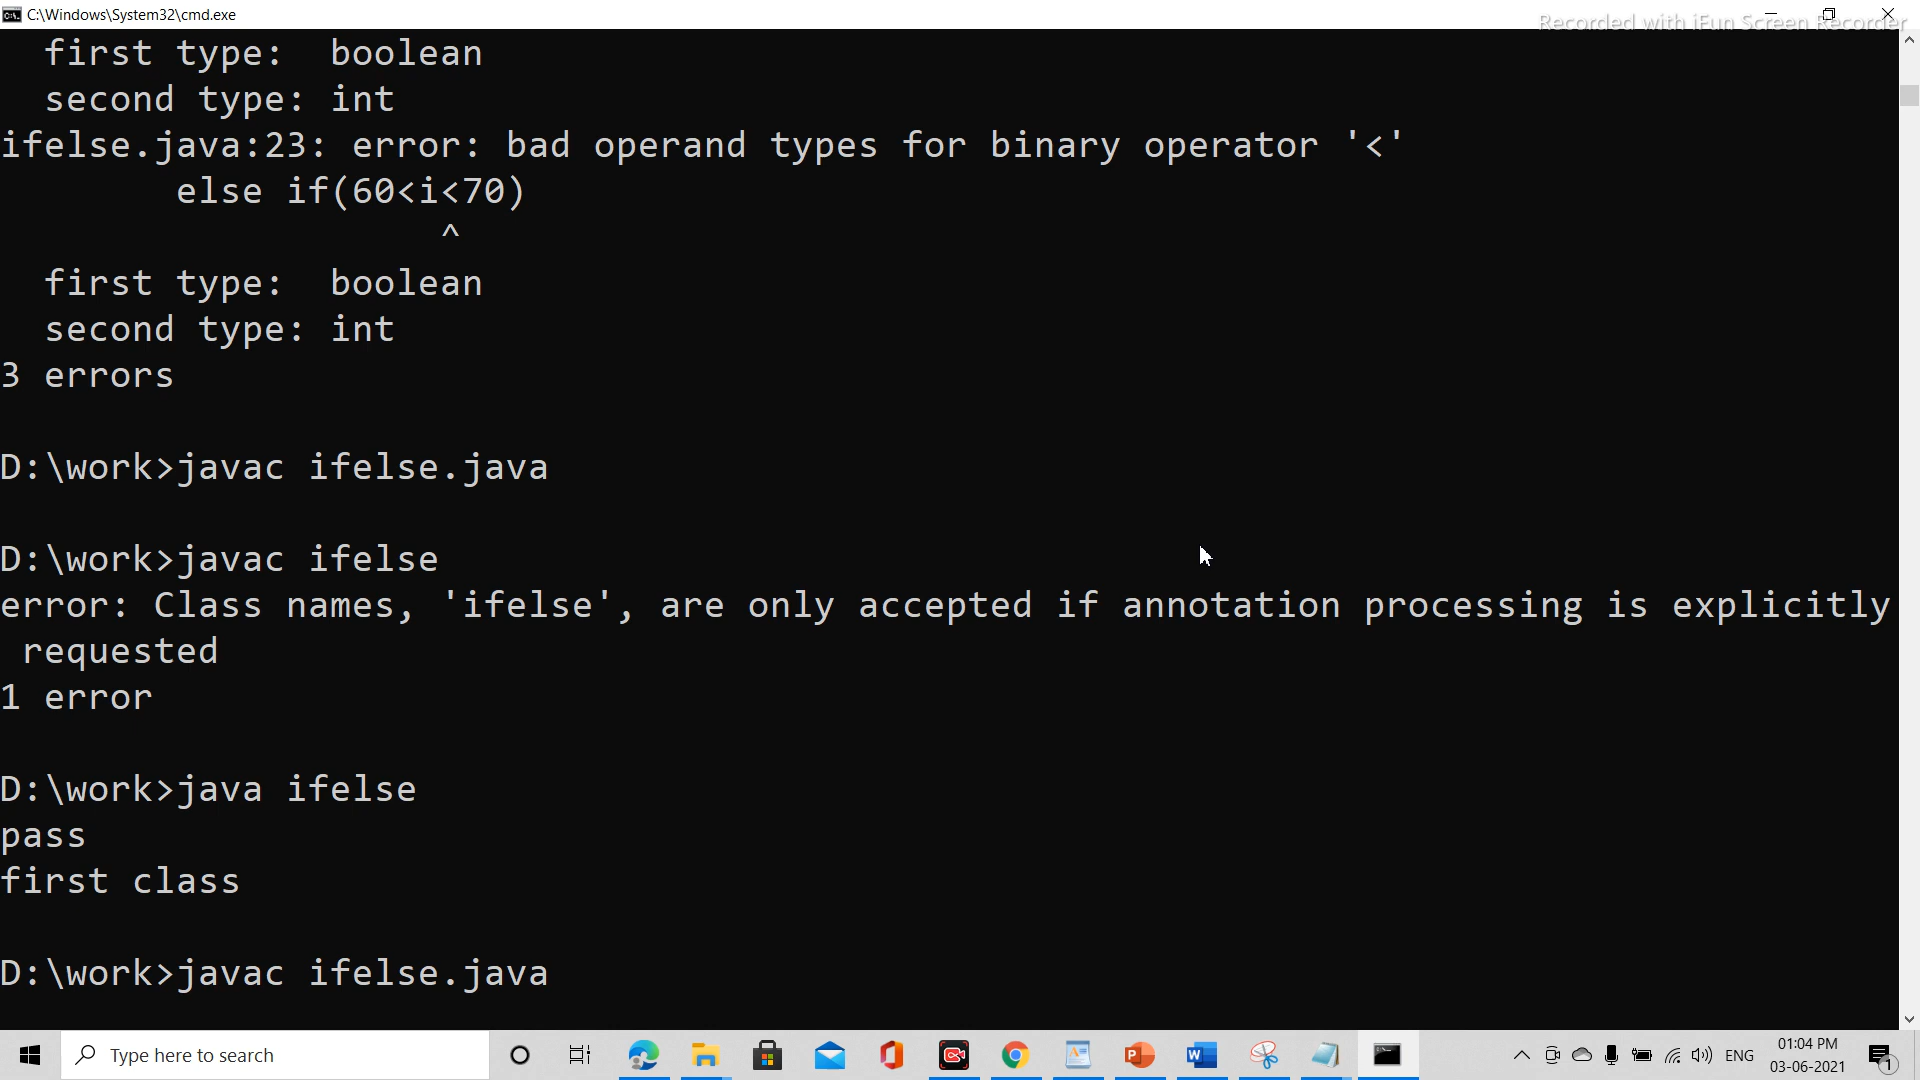 C:\Windows\System32\cmd.exe
Recorded with iFun Screen Recorder
first type:  boolean
second type: int
ifelse.java:23: error: bad operand types for binary operator '<'
else if(60<i<70)
^
first type:  boolean
second type: int
3 errors
D:\work>javac ifelse.java
D:\work>javac ifelse
error: Class names, 'ifelse', are only accepted if annotation processing is explicitly
requested
1 error
D:\work>java ifelse
pass
first class
D:\work>javac ifelse.java
Type here to search
ENG
01:04 PM
03-06-2021
1